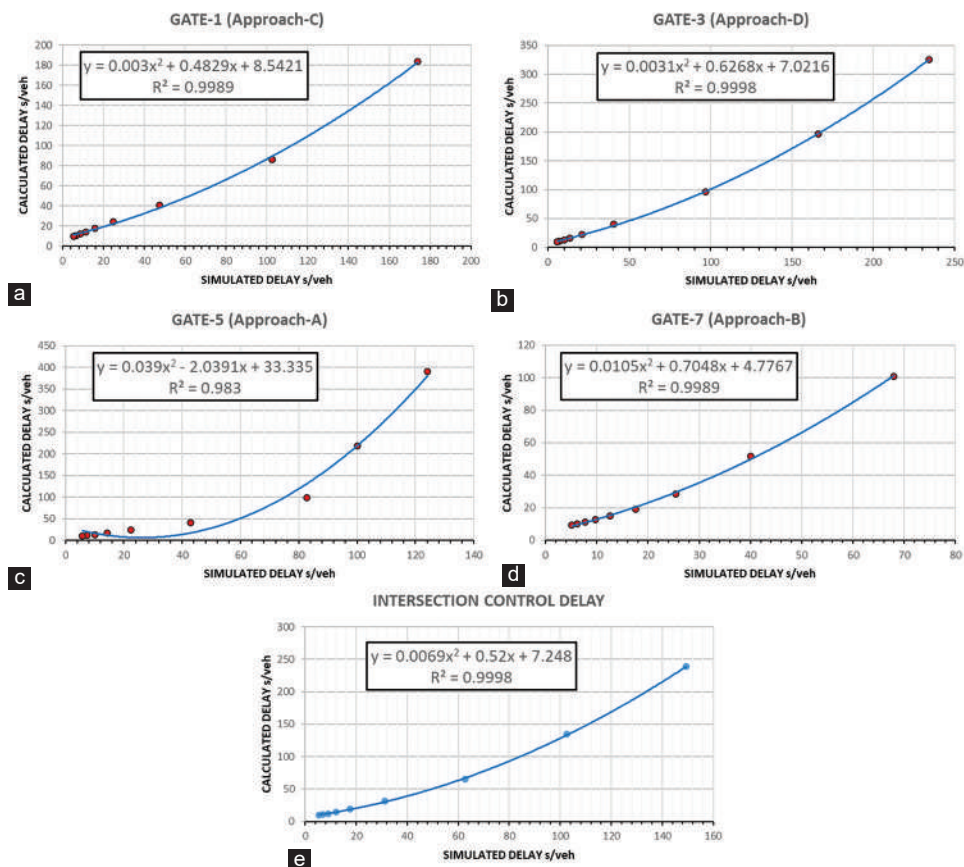 GATE-1 (Approach-C)
CALCULATED DELAY s/veh
200
180
160
140
120
100
80
60
40
20
0
y = 0.003x² + 0.4829x + 8.5421
R² = 0.9989
0 20 40 60 80 100 120 140 160 180 200
SIMULATED DELAY s/veh
a
GATE-3 (Approach-D)
CALCULATED DELAY s/veh
350
300
250
200
150
100
50
0
y = 0.0031x² + 0.6268x + 7.0216
R² = 0.9998
0 50 100 150 200 250
SIMULATED DELAY s/veh
b
GATE-5 (Approach-A)
CALCULATED DELAY s/veh
450
400
350
300
250
200
150
100
50
0
y = 0.039x² - 2.0391x + 33.335
R² = 0.983
0 20 40 60 80 100 120 140
SIMULATED DELAY s/veh
c
GATE-7 (Approach-B)
CALCULATED DELAY s/veh
120
100
80
60
40
20
0
y = 0.0105x² + 0.7048x + 4.7767
R² = 0.9989
0 10 20 30 40 50 60 70 80
SIMULATED DELAY s/veh
d
INTERSECTION CONTROL DELAY
CALCULATED DELAY s/veh
300
250
200
150
100
50
0
y = 0.0069x² + 0.52x + 7.248
R² = 0.9998
0 20 40 60 80 100 120 140 160
SIMULATED DELAY s/veh
e